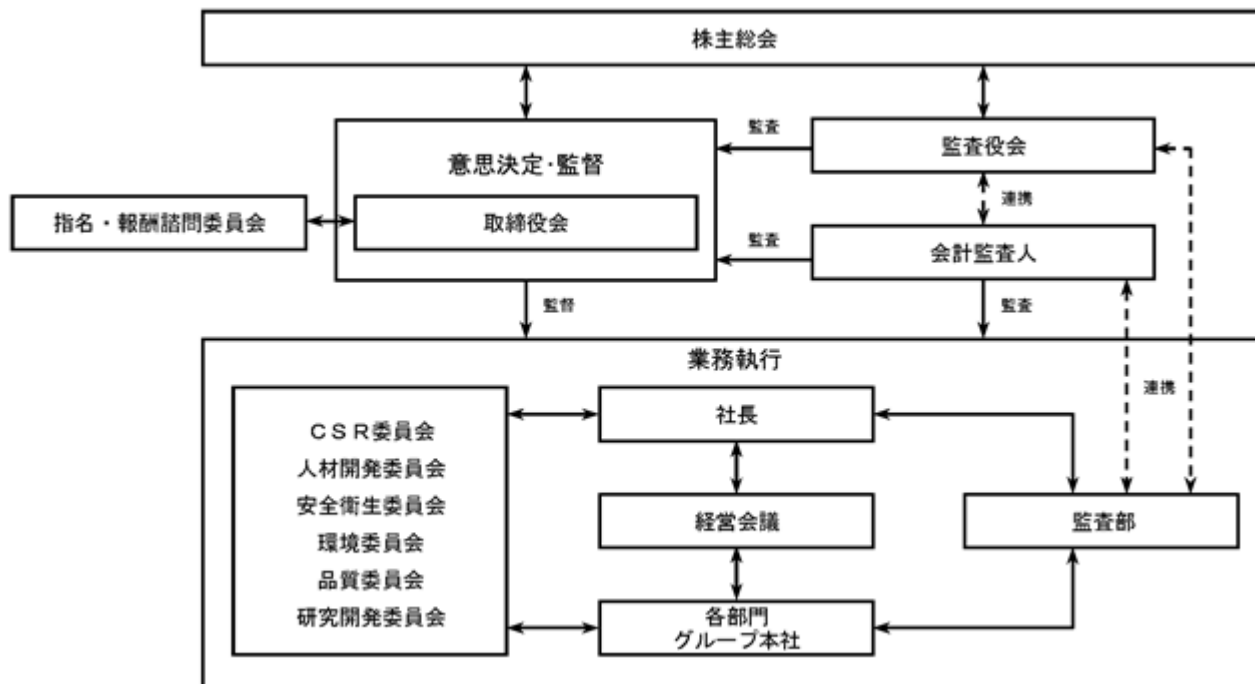 株主総会
監査
意思決定・監督
監査役会
指名・報酬諮問委員会
取締役会
連携
監査
会計監査人
監督
監査
業務執行
連携
社長
CSR委員会
人材開発委員会
安全衛生委員会
環境委員会
品質委員会
研究開発委員会
経営会議
監査部
各部門
グループ本社